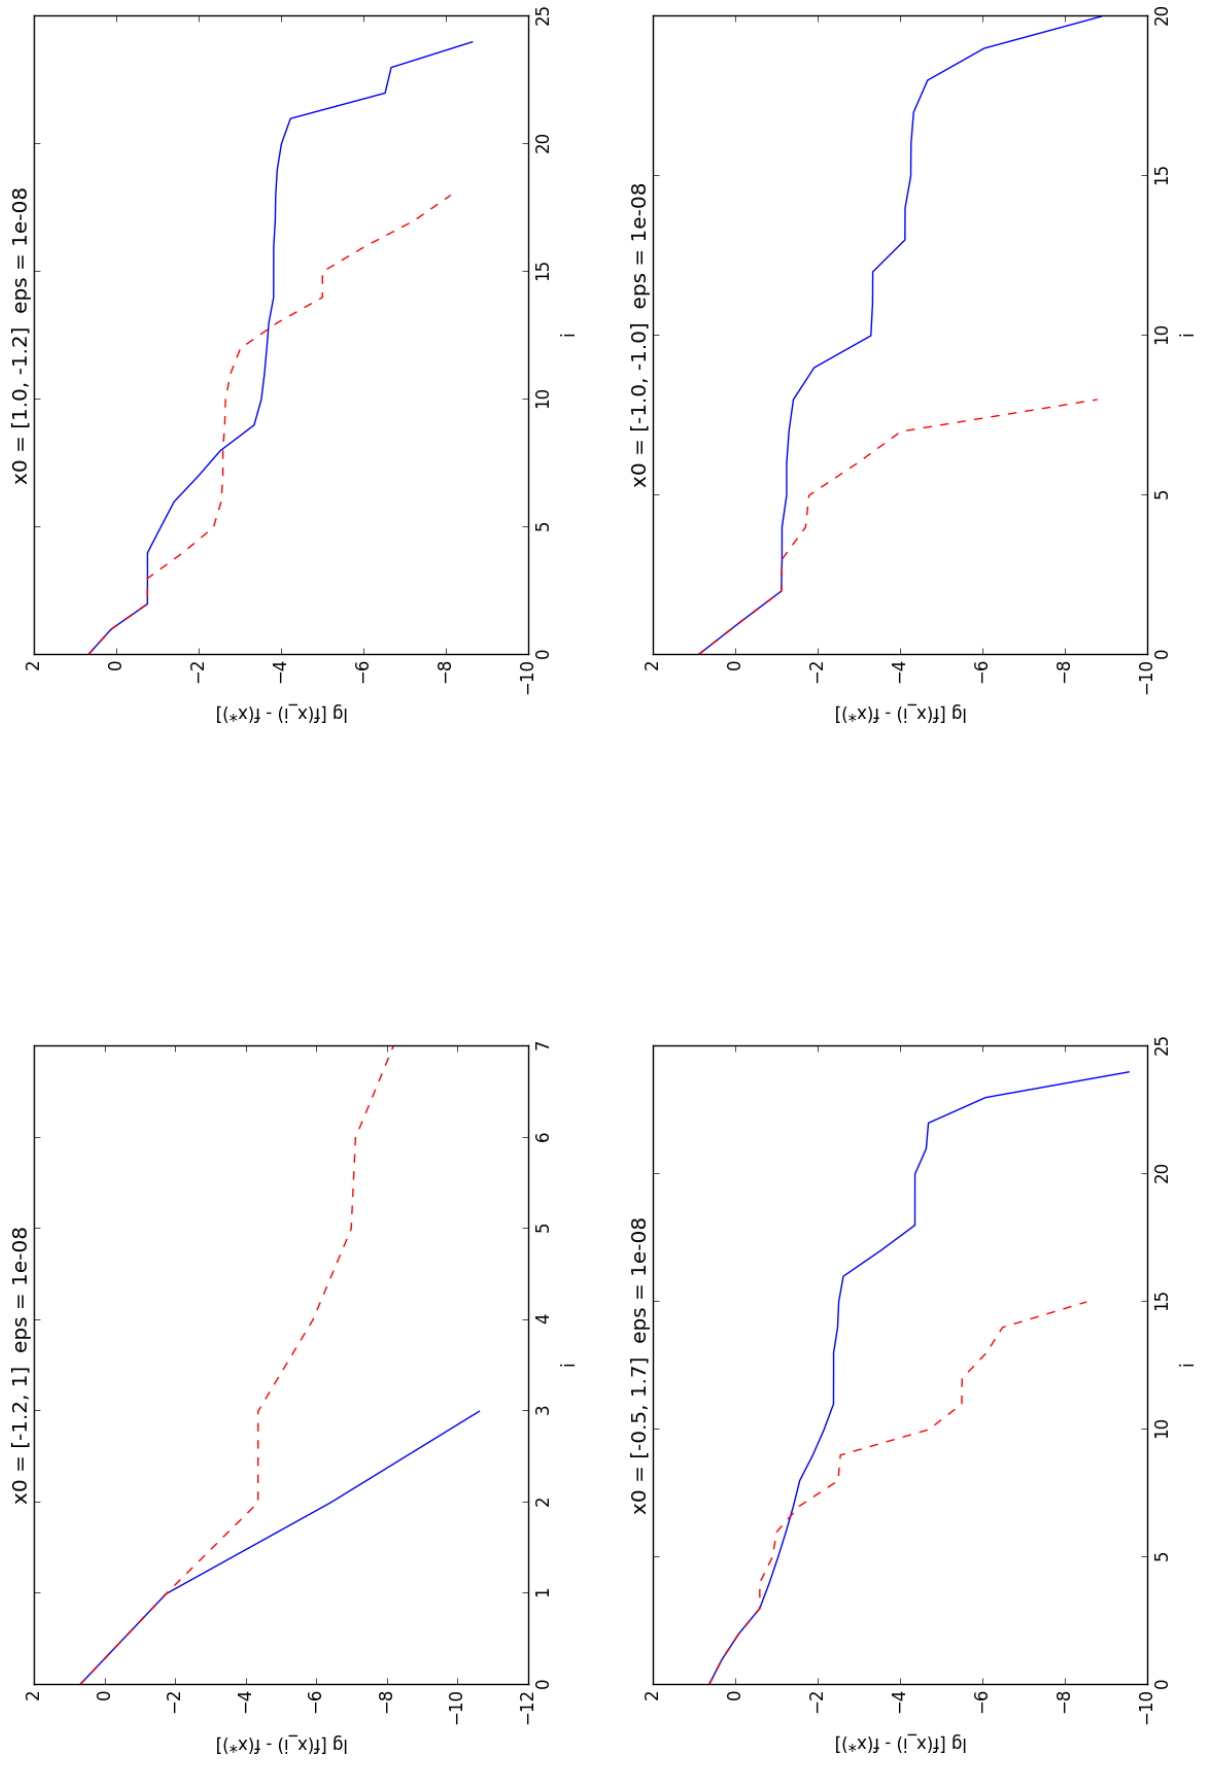 x0 = [-1.2, 1] eps = 1e-08
lg [f(x_i) - f(x*)]
2
0
−2
−4
−6
−8
−10
−12
0 1 2 3 4 5 6 7
i
x0 = [1.0, -1.2] eps = 1e-08
lg [f(x_i) - f(x*)]
2
0
−2
−4
−6
−8
−10
0 5 10 15 20 25
i
x0 = [-0.5, 1.7] eps = 1e-08
lg [f(x_i) - f(x*)]
2
0
−2
−4
−6
−8
−10
0 5 10 15 20 25
i
x0 = [-1.0, -1.0] eps = 1e-08
lg [f(x_i) - f(x*)]
2
0
−2
−4
−6
−8
−10
0 5 10 15 20
i